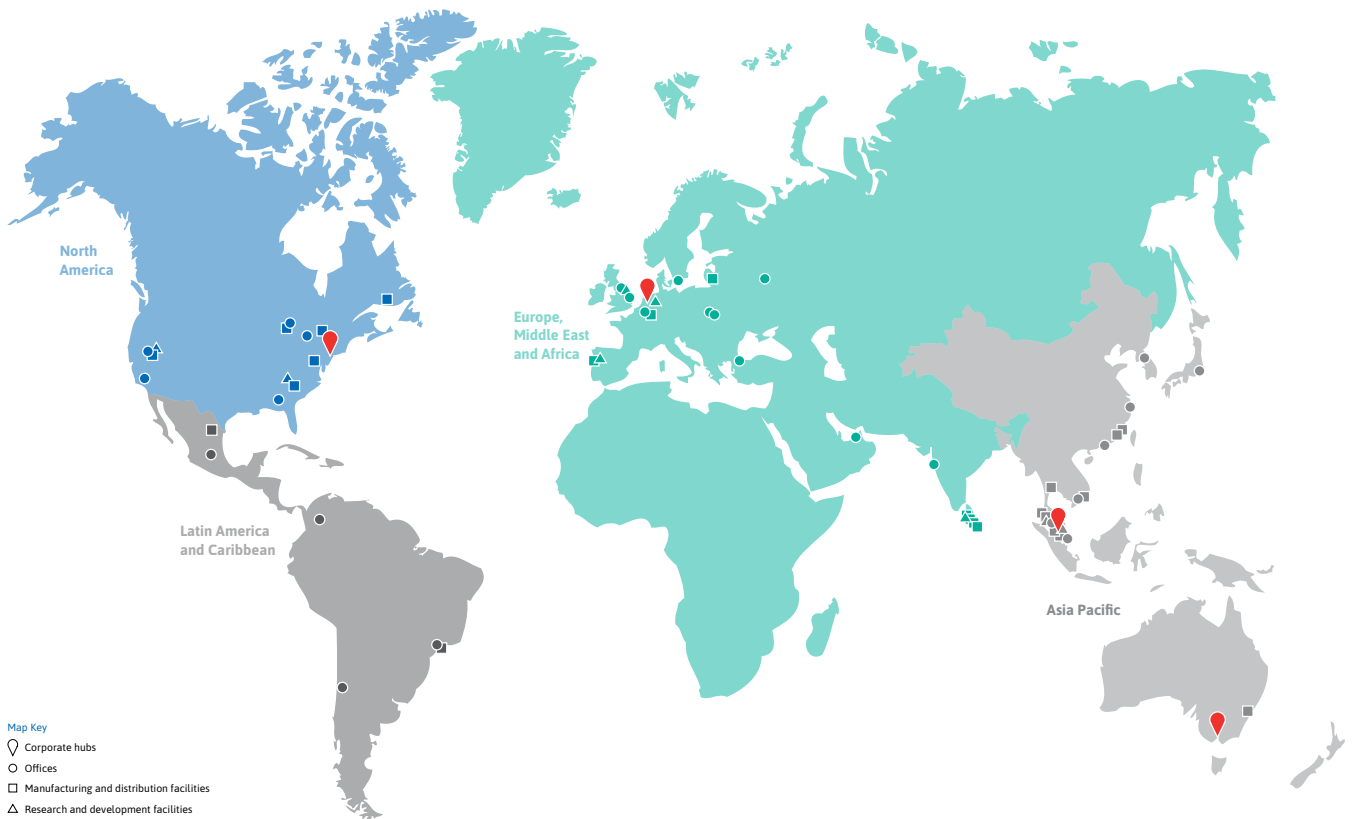 North
America
Europe,
Middle East
and Africa
Latin America
and Caribbean
Asia Pacific
Map Key
Corporate hubs
Offices
Manufacturing and distribution facilities
Research and development facilities